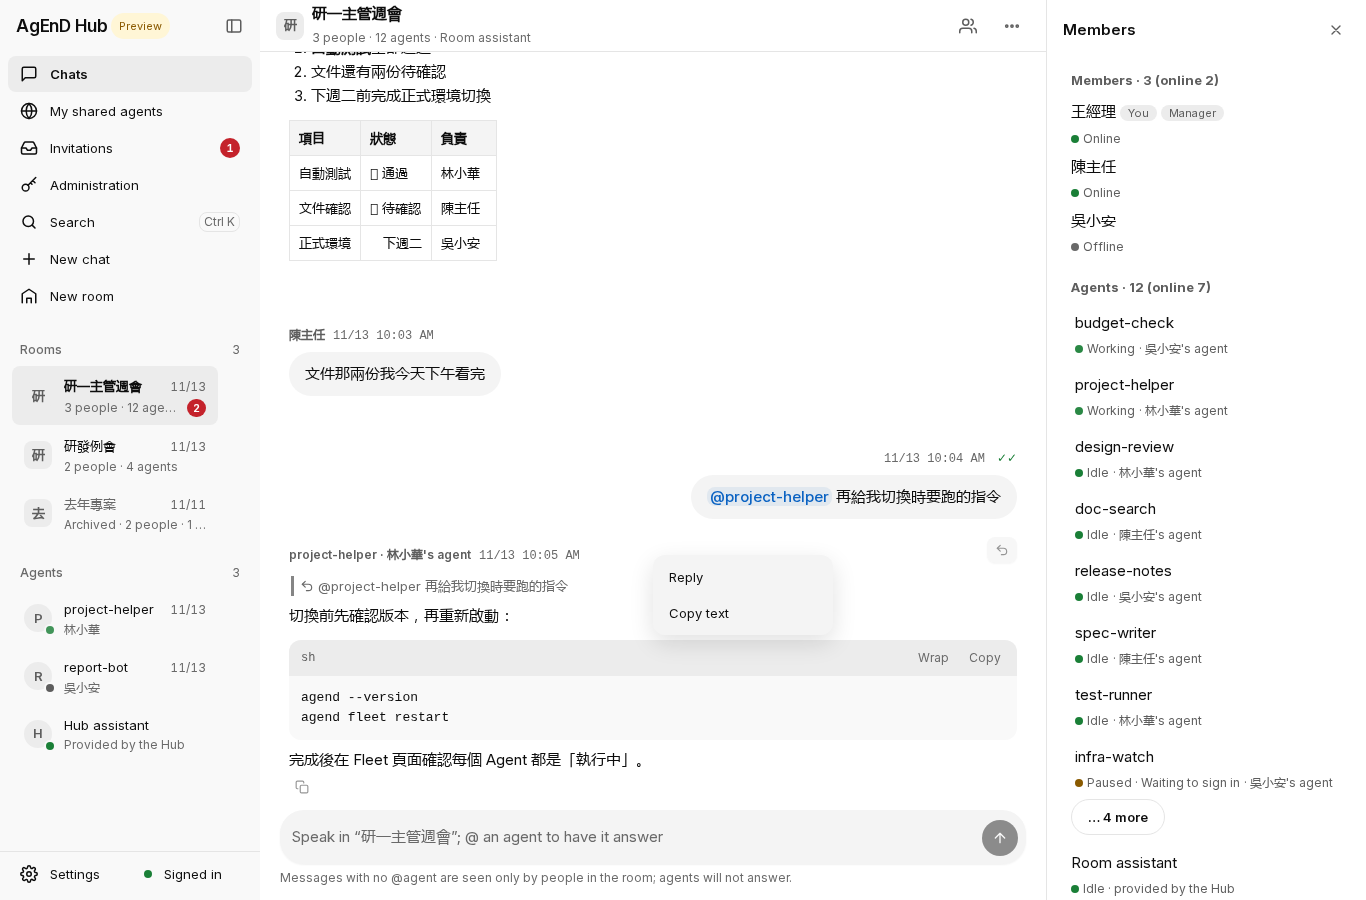 AgEnD Hub Preview
Chats
My shared agents
Invitations 1
Administration
Search Ctrl K
New chat
New room
Rooms 3
研 研一主管週會 11/13
3 people · 12 age… 2
研 研發例會 11/13
2 people · 4 agents
去 去年專案 11/11
Archived · 2 people · 1 …
Agents 3
P project-helper 11/13
林小華
R report-bot 11/13
吳小安
H Hub assistant
Provided by the Hub
Settings Signed in
研 研一主管週會
3 people · 12 agents · Room assistant
2. 文件還有兩份待確認
3. 下週二前完成正式環境切換
項目 狀態 負責
自動測試 通過 林小華
文件確認 待確認 陳主任
正式環境 下週二 吳小安
陳主任 11/13 10:03 AM
文件那兩份我今天下午看完
11/13 10:04 AM ✓✓
@project-helper 再給我切換時要跑的指令
project-helper · 林小華's agent 11/13 10:05 AM
@project-helper 再給我切換時要跑的指令
切換前先確認版本，再重新啟動：
Reply
Copy text
sh Wrap Copy
agend --version
agend fleet restart
完成後在 Fleet 頁面確認每個 Agent 都是「執行中」。
Speak in “研一主管週會”; @ an agent to have it answer
Messages with no @agent are seen only by people in the room; agents will not answer.
Members
Members · 3 (online 2)
王經理 You Manager
Online
陳主任
Online
吳小安
Offline
Agents · 12 (online 7)
budget-check
Working · 吳小安's agent
project-helper
Working · 林小華's agent
design-review
Idle · 林小華's agent
doc-search
Idle · 陳主任's agent
release-notes
Idle · 吳小安's agent
spec-writer
Idle · 陳主任's agent
test-runner
Idle · 林小華's agent
infra-watch
Paused · Waiting to sign in · 吳小安's agent
… 4 more
Room assistant
Idle · provided by the Hub